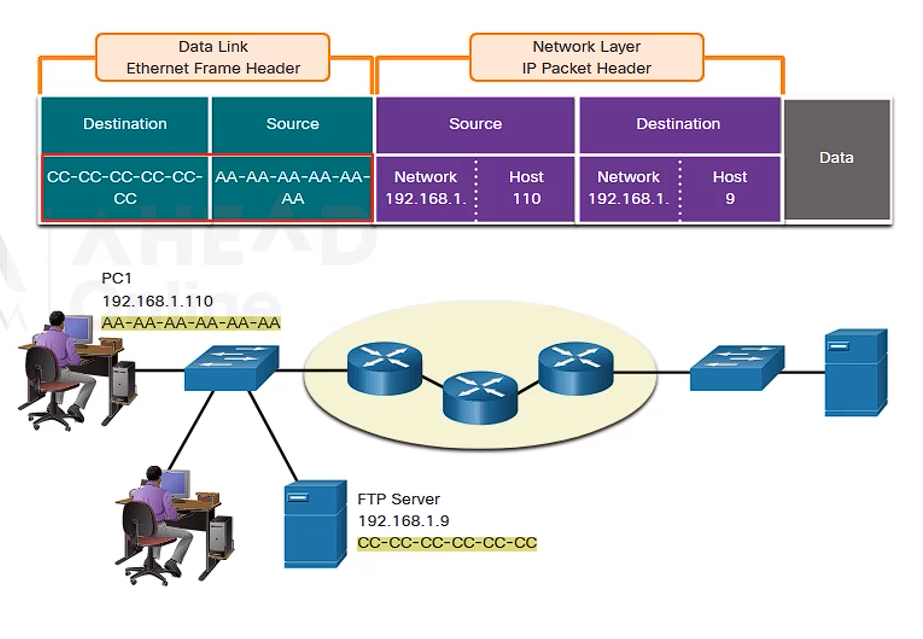 Data Link
Ethernet Frame Header
Network Layer
IP Packet Header
Destination
Source
Source
Destination
Data
CC-CC-CC-CC-CC-
CC
AA-AA-AA-AA-AA-
AA
Network
192.168.1.
Host
110
Network
192.168.1.
Host
9
AHEAD
Online
PC1
192.168.1.110
AA-AA-AA-AA-AA-AA
FTP Server
192.168.1.9
CC-CC-CC-CC-CC-CC